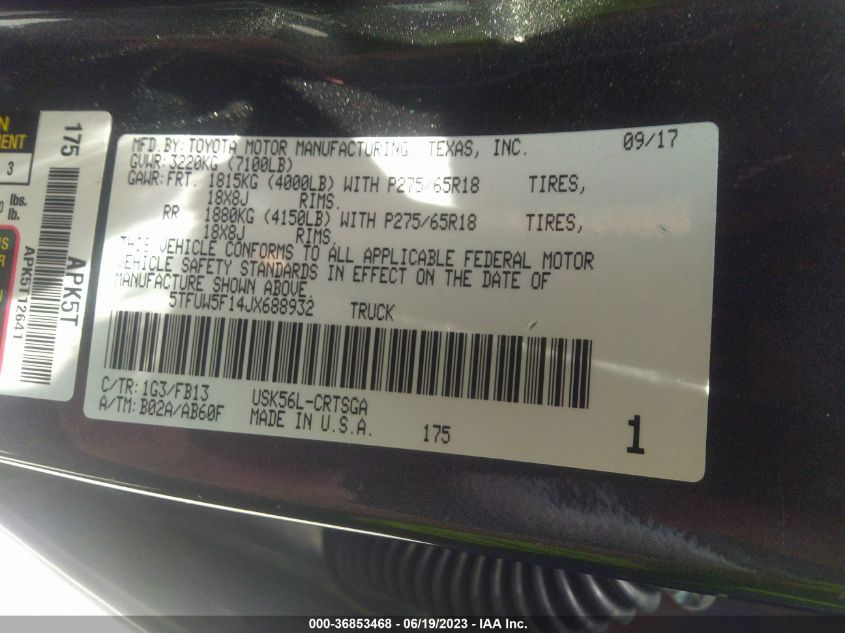 MFD.BY:TOYOTA MOTOR MANUFACTURING, TEXAS, INC. 09/17
GVWR:3220KG (7100LB)
GAWR:FRT. 1815KG (4000LB) WITH P275/65R18 TIRES,
18X8J RIMS.
RR 1880KG (4150LB) WITH P275/65R18 TIRES,
18X8J RIMS,
THIS VEHICLE CONFORMS TO ALL APPLICABLE FEDERAL MOTOR
VEHICLE SAFETY STANDARDS IN EFFECT ON THE DATE OF
MANUFACTURE SHOWN ABOVE.
5TFUW5F14JX688932 TRUCK
C/TR:1G3/FB13 USK56L-CRTSGA
A/TM:B02A/AB60F MADE IN U.S.A. 175 1
175
APK5T
APK5T12641
3
lbs.
lb.
000-36853468 - 06/19/2023 - IAA Inc.